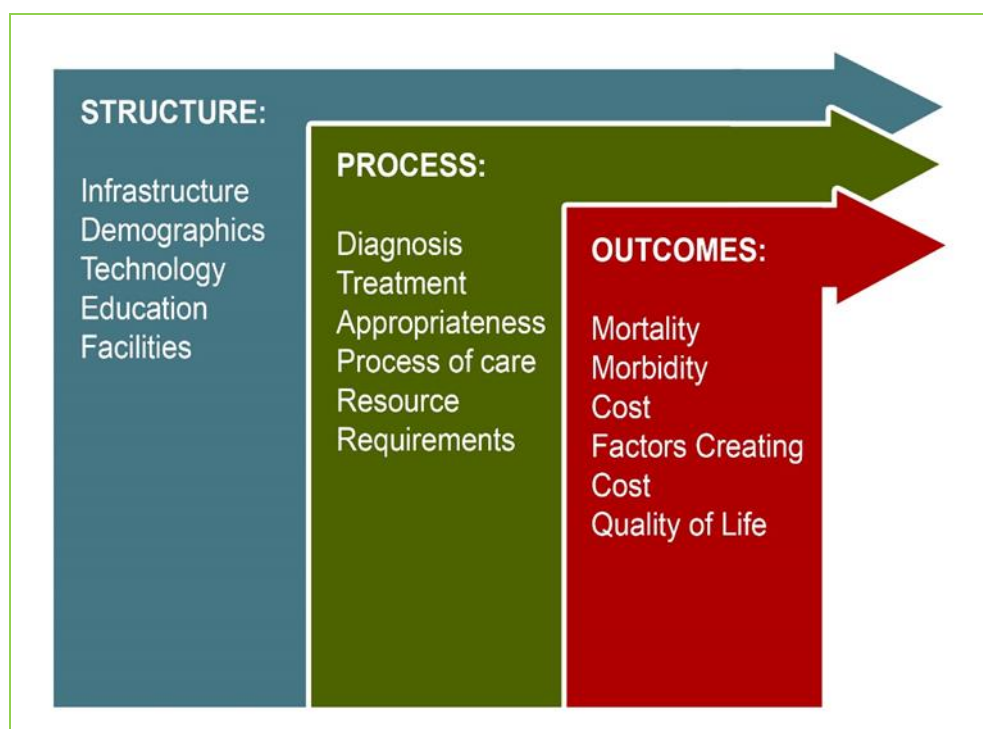 STRUCTURE:
Infrastructure
Demographics
Technology
Education
Facilities
PROCESS:
Diagnosis
Treatment
Appropriateness
Process of care
Resource
Requirements
OUTCOMES:
Mortality
Morbidity
Cost
Factors Creating
Cost
Quality of Life